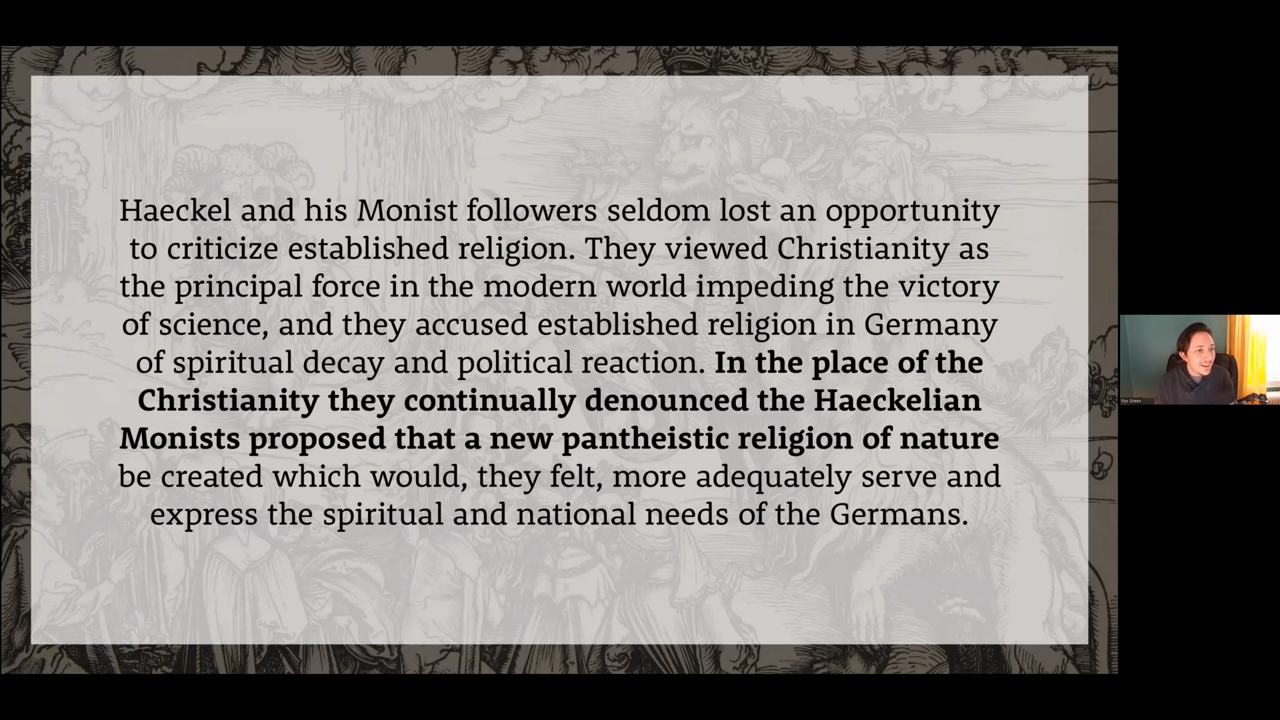 Haeckel and his Monist followers seldom lost an opportunity
to criticize established religion. They viewed Christianity as
the principal force in the modern world impeding the victory
of science, and they accused established religion in Germany
of spiritual decay and political reaction. In the place of the
Christianity they continually denounced the Haeckelian
Monists proposed that a new pantheistic religion of nature
be created which would, they felt, more adequately serve and
express the spiritual and national needs of the Germans.
Green